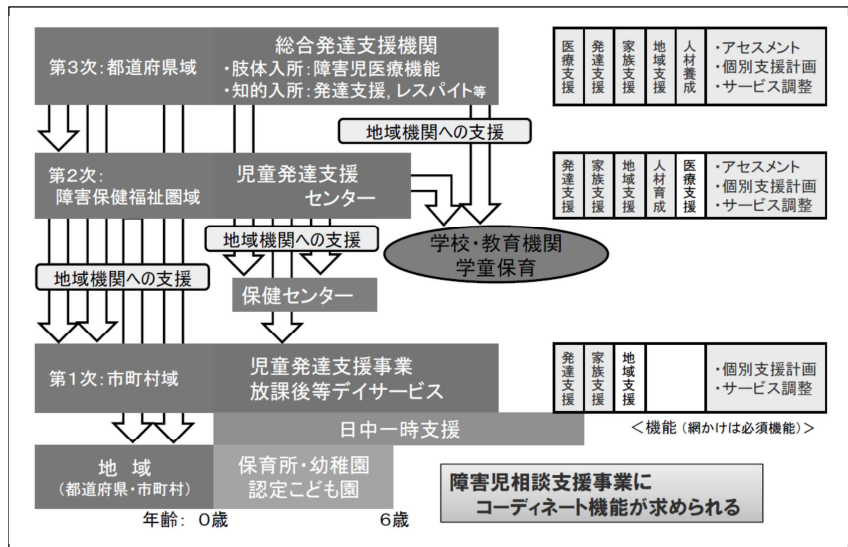 第3次：都道府県域
総合発達支援機関
・肢体入所：障害児医療機能
・知的入所：発達支援，レスパイト等
医療支援
発達支援
家族支援
地域支援
人材養成
・アセスメント
・個別支援計画
・サービス調整
地域機関への支援
第2次：
障害保健福祉圏域
児童発達支援
センター
発達支援
家族支援
地域支援
人材育成
医療支援
・アセスメント
・個別支援計画
・サービス調整
地域機関への支援
学校・教育機関
学童保育
地域機関への支援
保健センター
第1次：市町村域
児童発達支援事業
放課後等デイサービス
発達支援
家族支援
地域支援
・個別支援計画
・サービス調整
日中一時支援
＜機能（網かけは必須機能）＞
地 域
（都道府県・市町村）
保育所・幼稚園
認定こども園
障害児相談支援事業に
コーディネート機能が求められる
年齢： 0歳
6歳